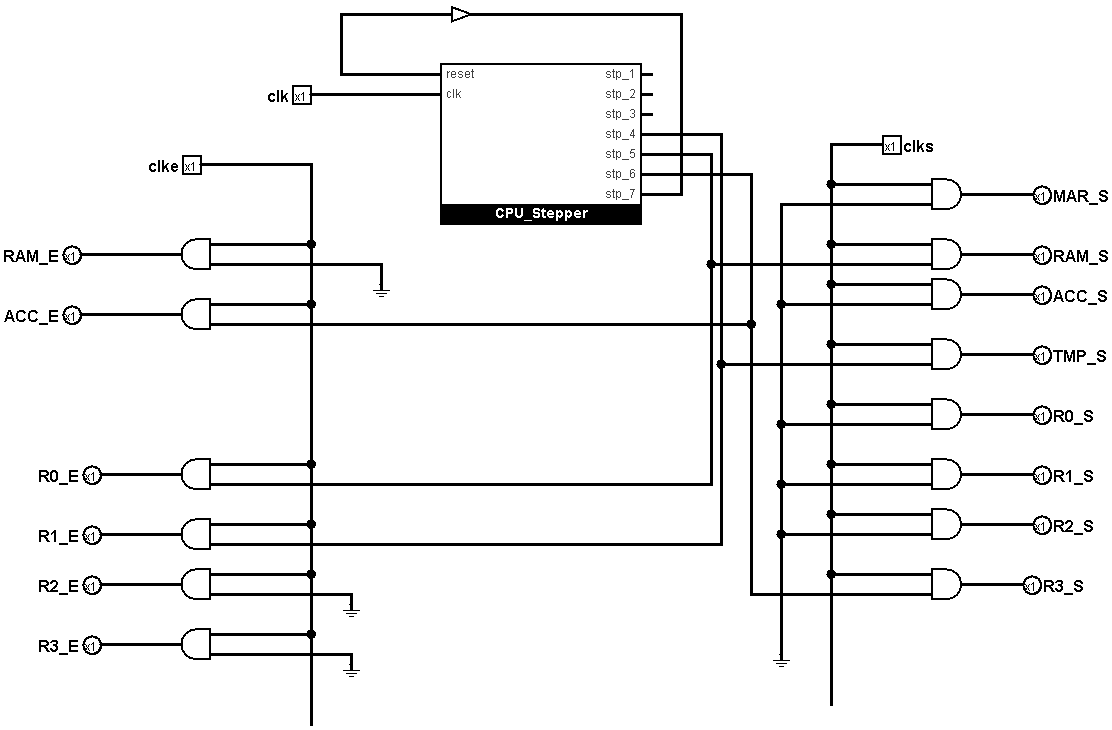 reset
stp_1
clk x1
clk
stp_2
stp_3
stp_4
stp_5
stp_6
stp_7
CPU_Stepper
x1 clks
clke x1
x1 MAR_S
RAM_E x1
x1 RAM_S
x1 ACC_S
ACC_E x1
x1 TMP_S
x1 R0_S
R0_E x1
x1 R1_S
x1 R2_S
R1_E x1
R2_E x1
x1 R3_S
R3_E x1